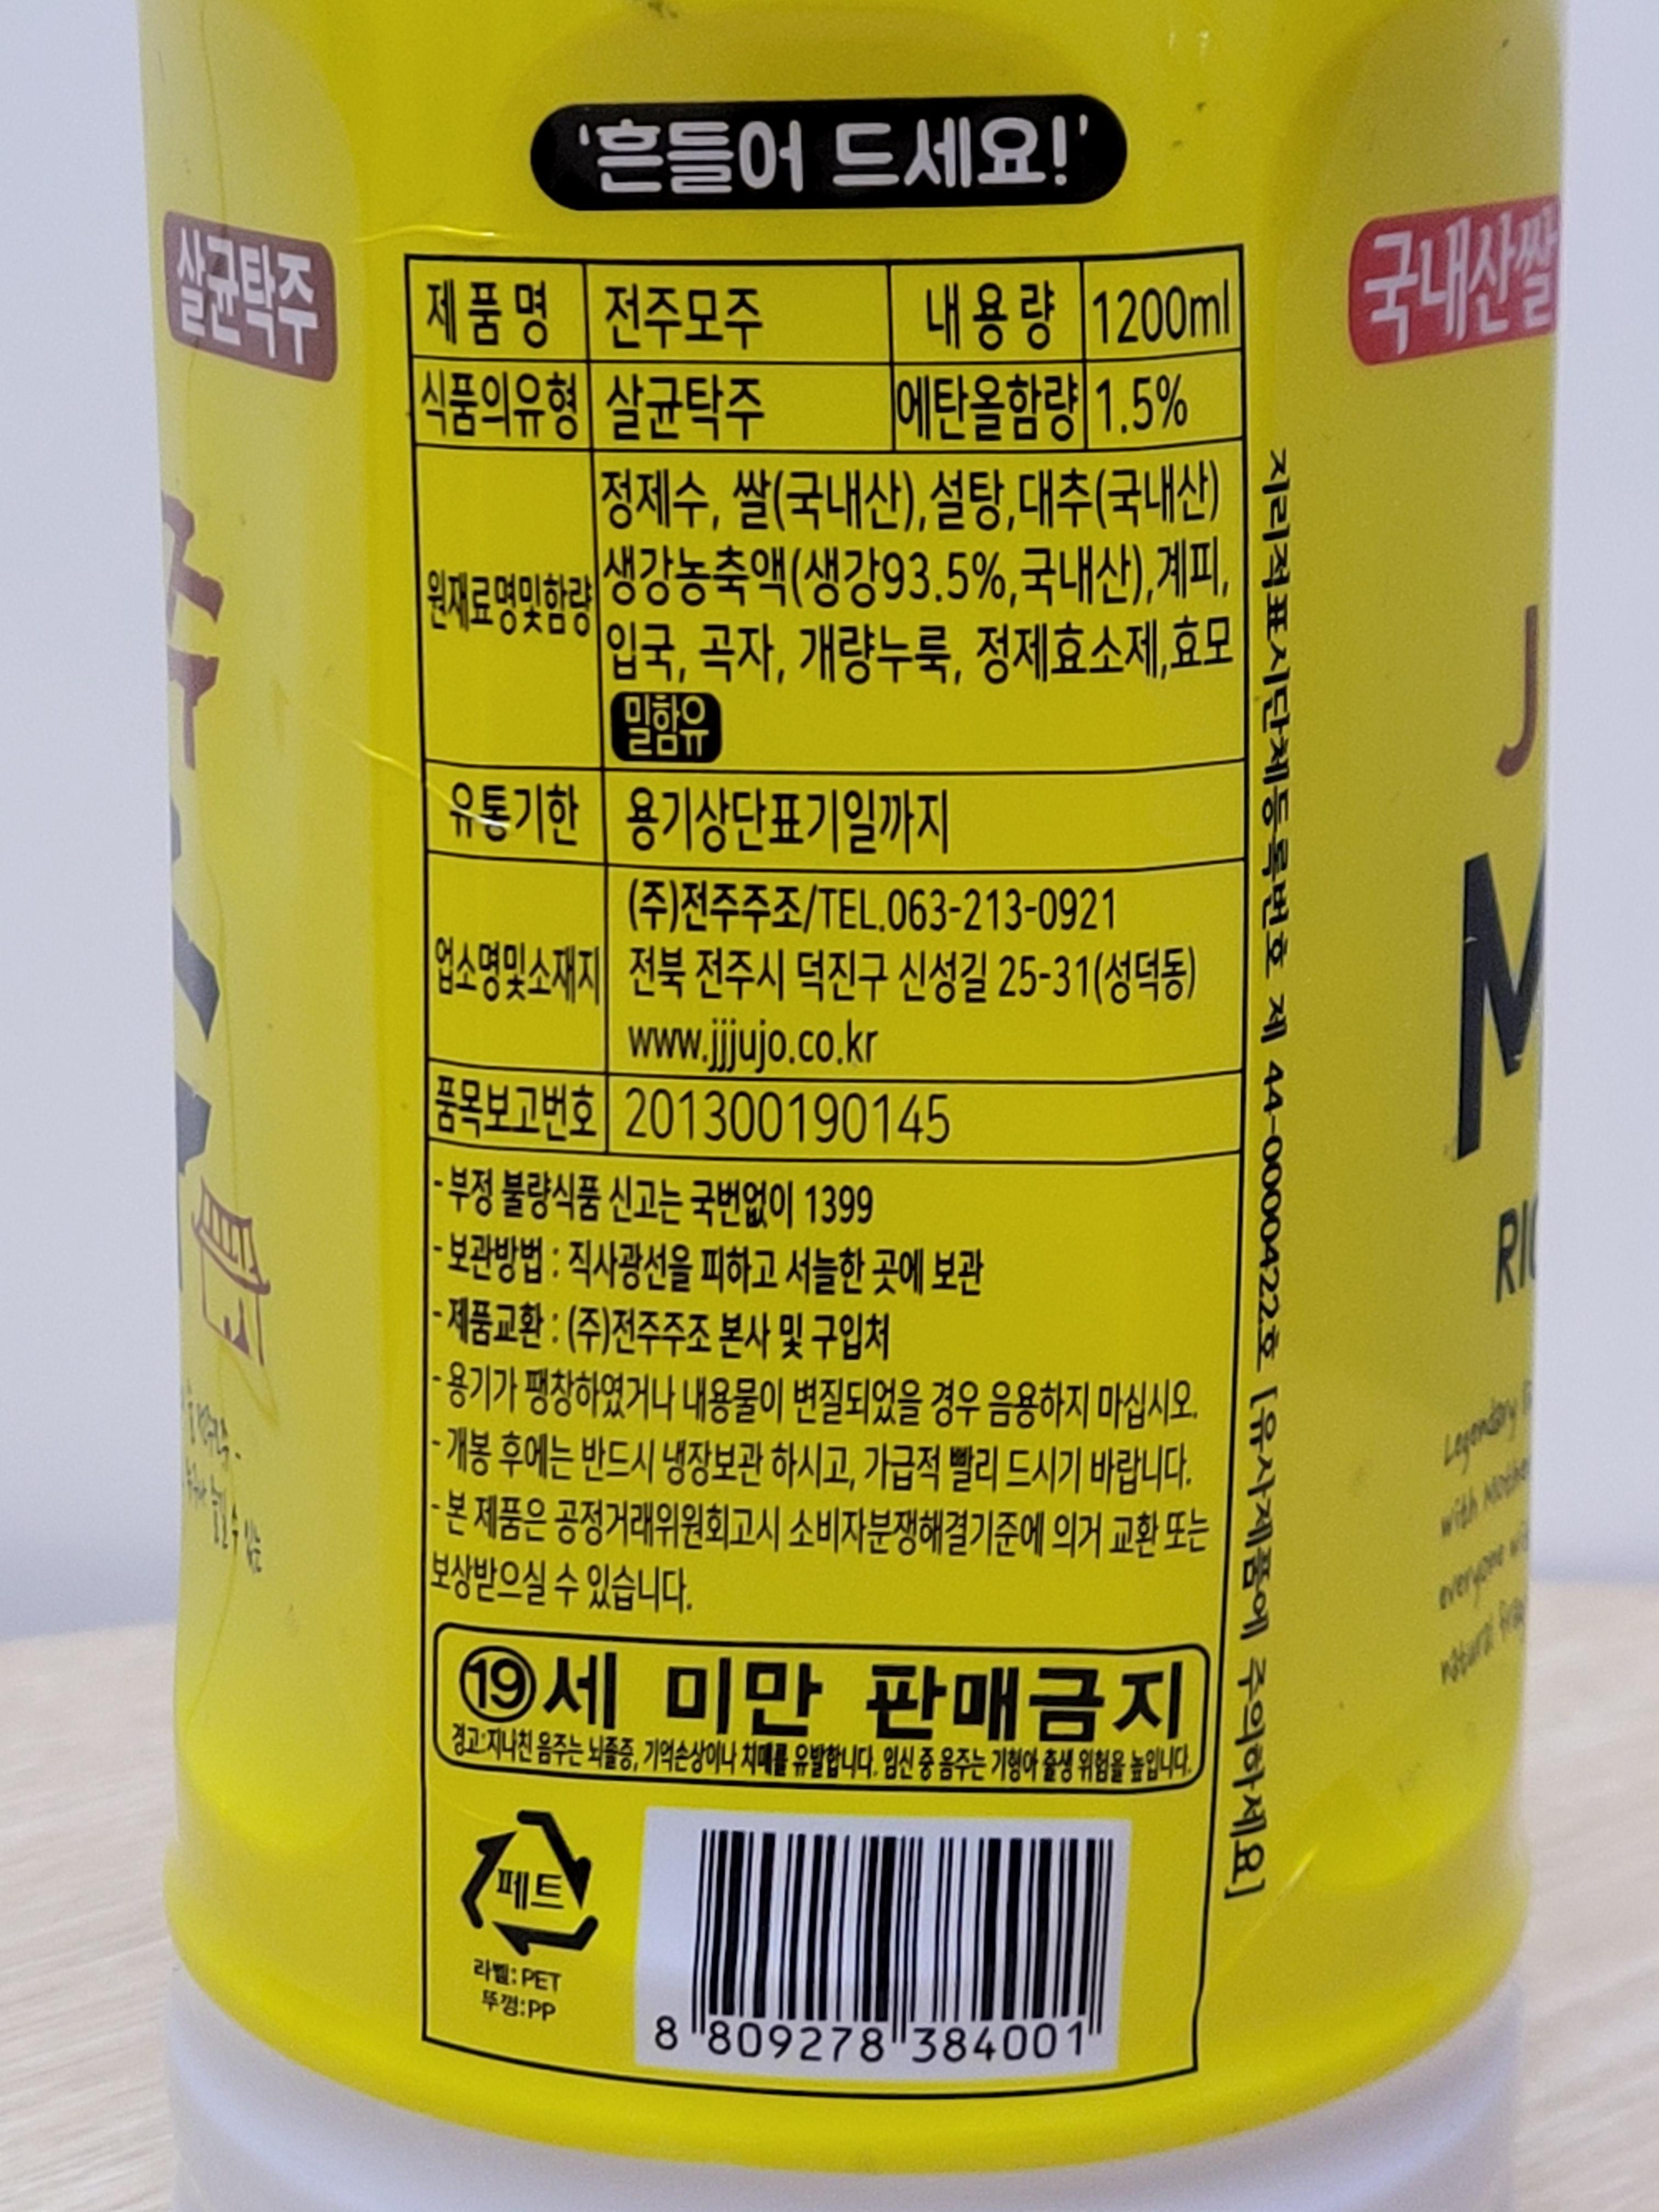 '흔들어 드세요!'
살균탁주
국내산쌀
제품명 전주모주 내용량 1200ml
식품의유형 살균탁주 에탄올함량 1.5%
원재료명및함량
정제수, 쌀(국내산),설탕,대추(국내산)
생강농축액(생강93.5%,국내산),계피,
입국, 곡자, 개량누룩, 정제효소제,효모
밀함유
유통기한 용기상단표기일까지
업소명및소재지
(주)전주주조/TEL.063-213-0921
전북 전주시 덕진구 신성길 25-31(성덕동)
www.jjjujo.co.kr
품목보고번호 201300190145
- 부정 불량식품 신고는 국번없이 1399
- 보관방법 : 직사광선을 피하고 서늘한 곳에 보관
- 제품교환 : (주)전주주조 본사 및 구입처
- 용기가 팽창하였거나 내용물이 변질되었을 경우 음용하지 마십시오.
- 개봉 후에는 반드시 냉장보관 하시고, 가급적 빨리 드시기 바랍니다.
- 본 제품은 공정거래위원회고시 소비자분쟁해결기준에 의거 교환 또는
보상받으실 수 있습니다.
⑲세 미만 판매금지
경고:지나친 음주는 뇌졸중, 기억손상이나 치매를 유발합니다. 임신 중 음주는 기형아 출생 위험을 높입니다.
페트
라벨:PET
뚜껑:PP
8 809278 384001
지리적표시단체등록번호 제 44-0000422호 [유사제품에 주의하세요]
J
M
Legendary
with
everyone
natural